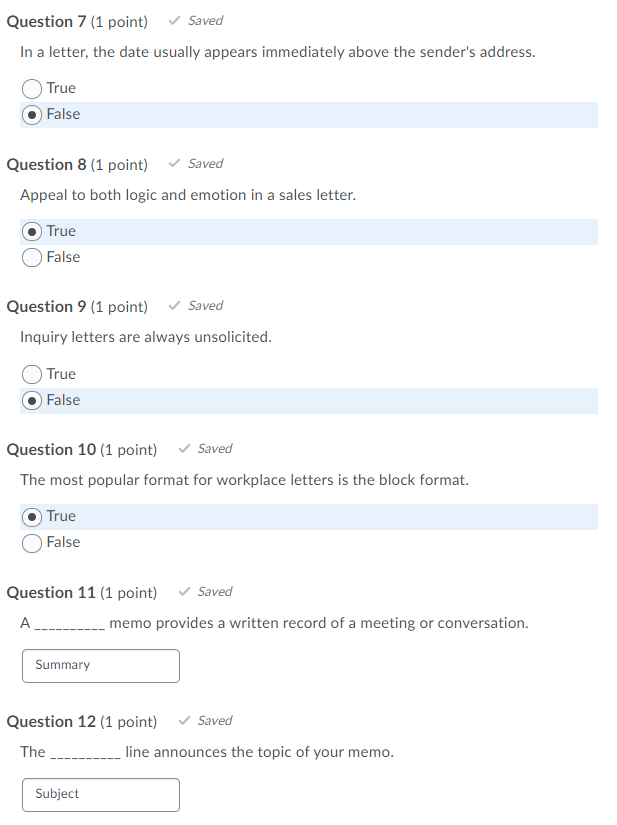 Question 7 (1 point) ✓ Saved
In a letter, the date usually appears immediately above the sender's address.
True
False
Question 8 (1 point) ✓ Saved
Appeal to both logic and emotion in a sales letter.
True
False
Question 9 (1 point) ✓ Saved
Inquiry letters are always unsolicited.
True
False
Question 10 (1 point) ✓ Saved
The most popular format for workplace letters is the block format.
True
False
Question 11 (1 point) ✓ Saved
A __________ memo provides a written record of a meeting or conversation.
Summary
Question 12 (1 point) ✓ Saved
The __________ line announces the topic of your memo.
Subject